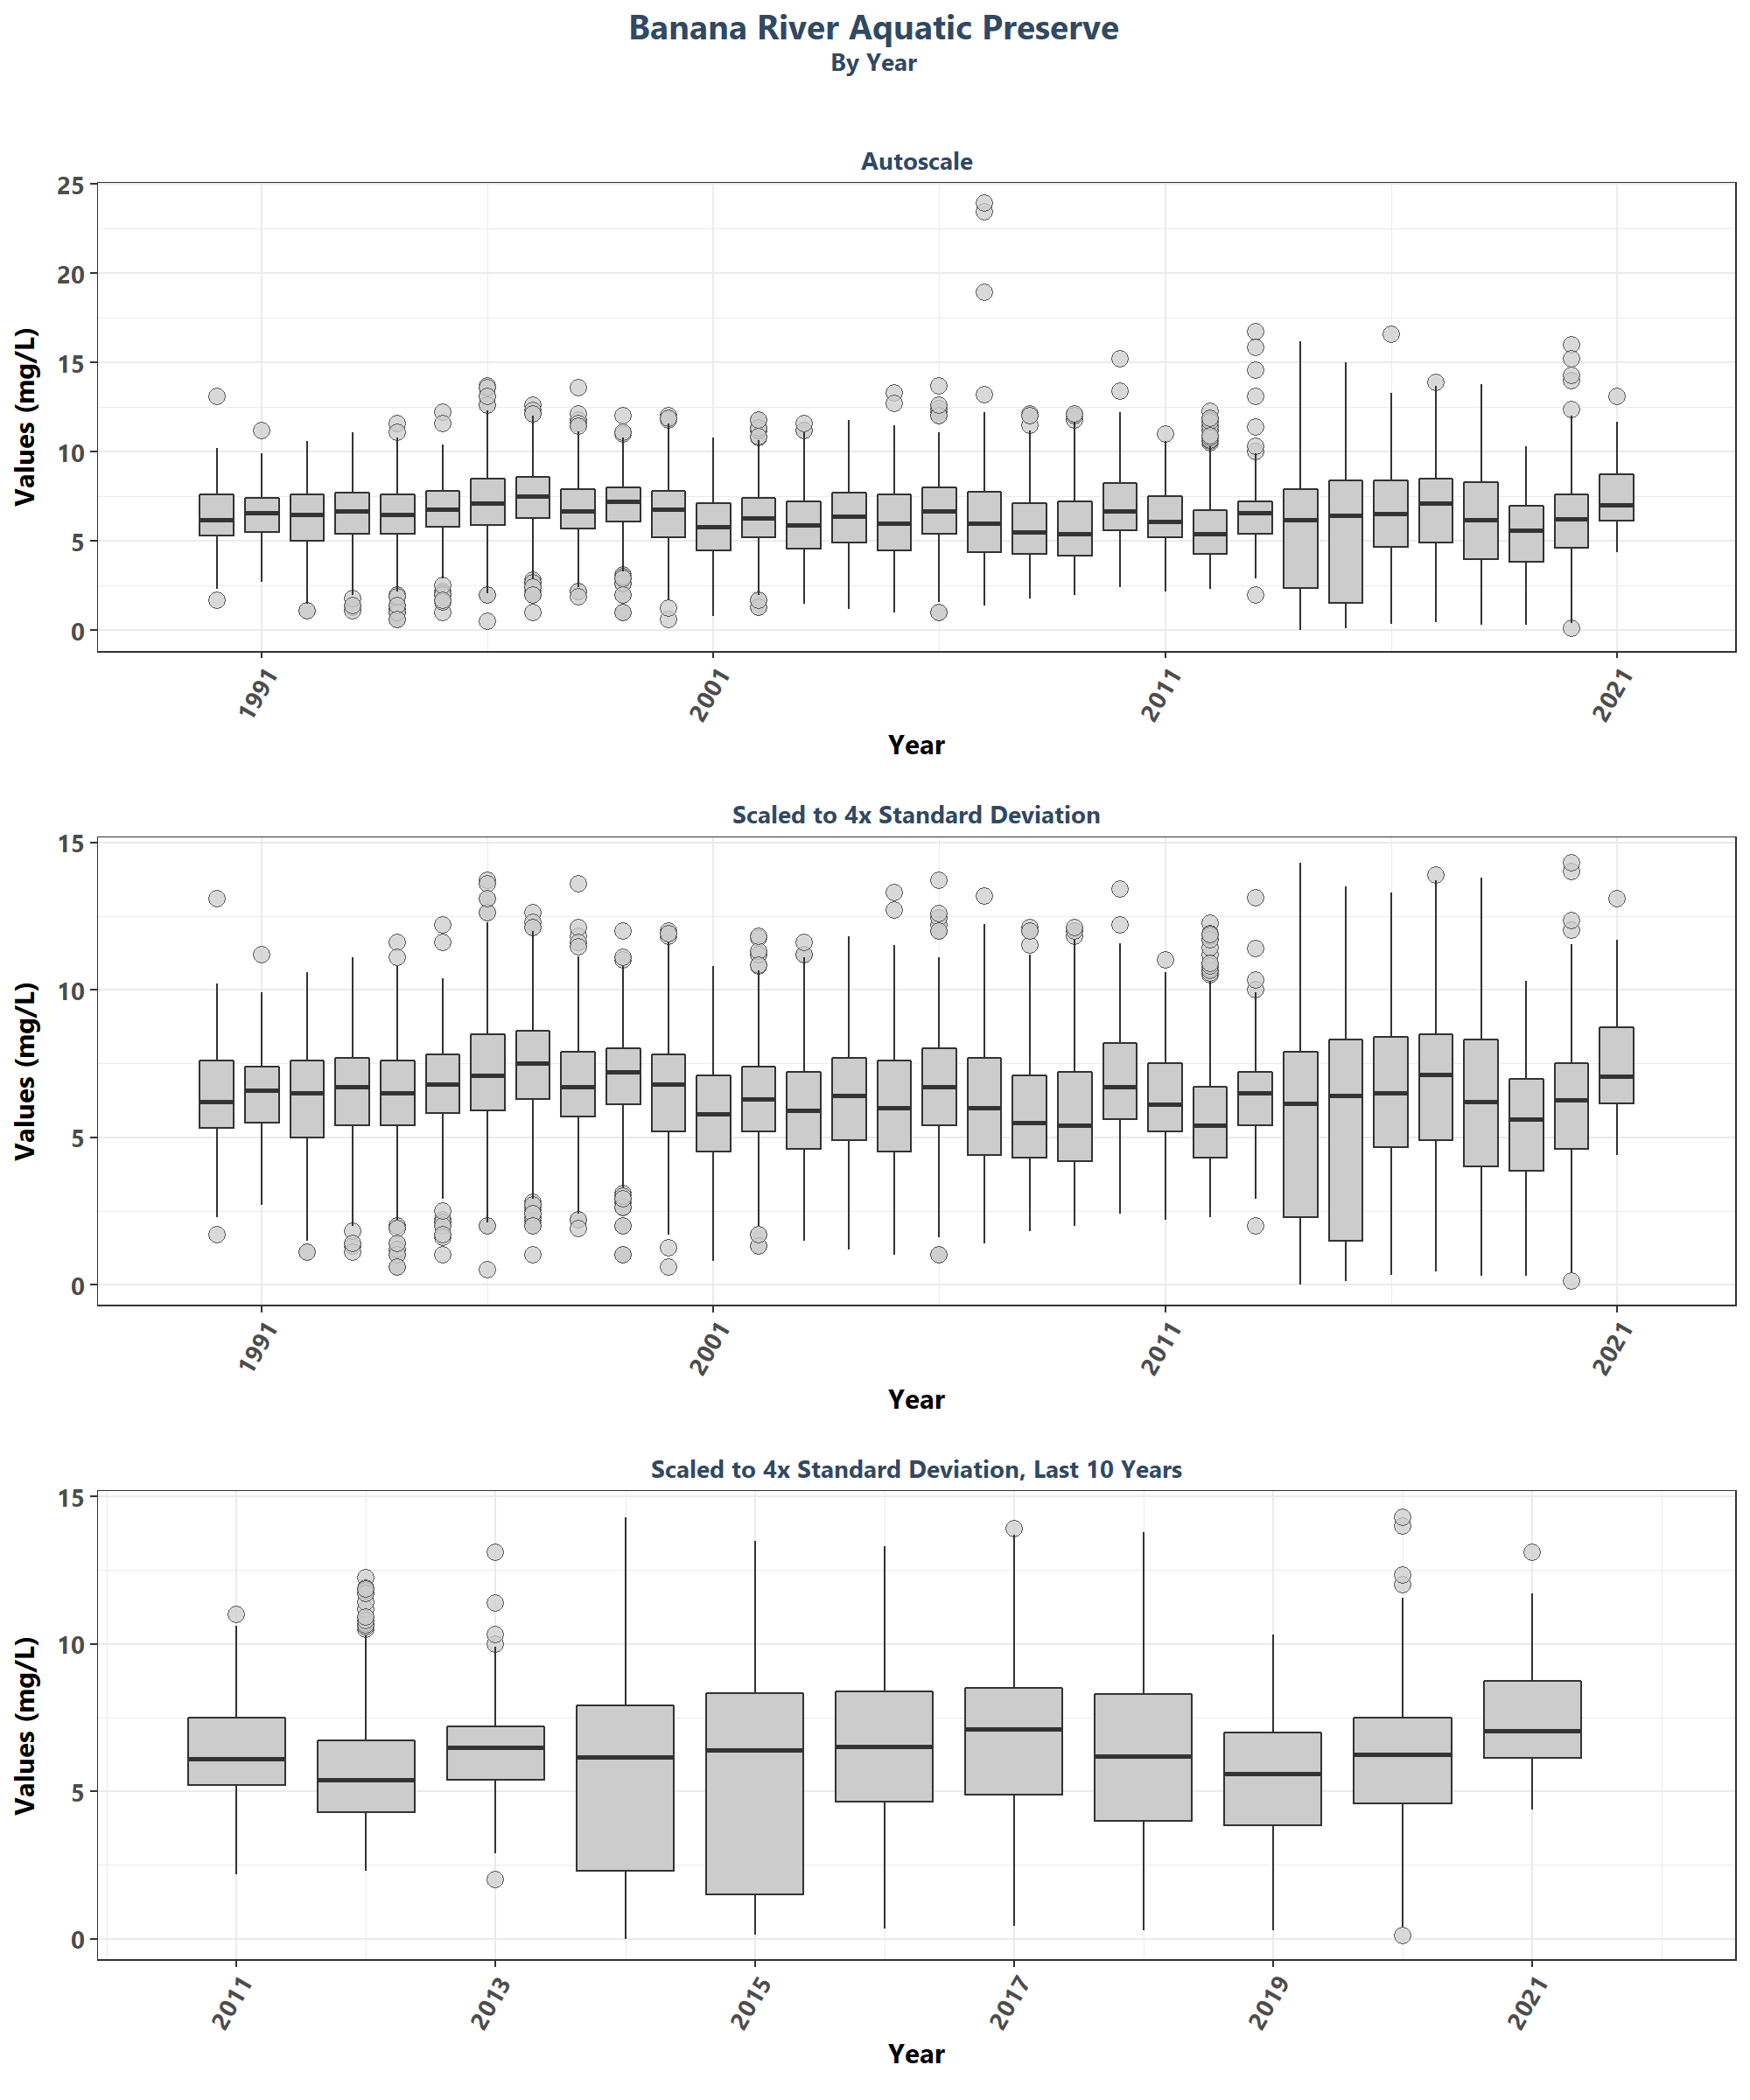 Banana River Aquatic Preserve
By Year
Autoscale
Values (mg/L)
25
20
15
10
5
0
1991
2001
2011
2021
Year
Scaled to 4x Standard Deviation
Values (mg/L)
15
10
5
0
1991
2001
2011
2021
Year
Scaled to 4x Standard Deviation, Last 10 Years
Values (mg/L)
15
10
5
0
2011
2013
2015
2017
2019
2021
Year